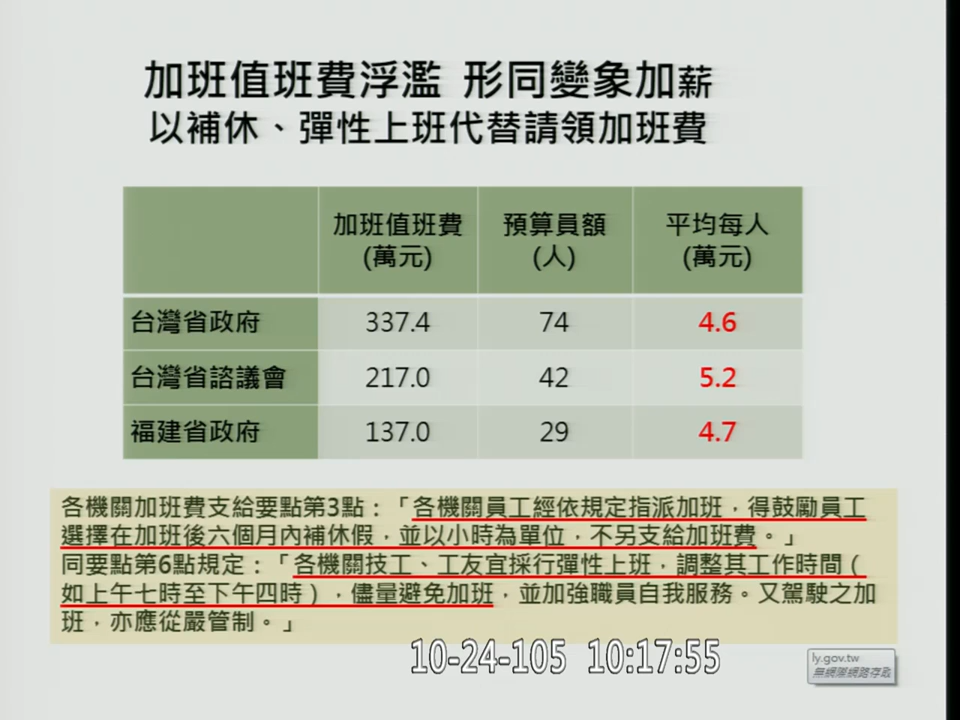 加班值班費浮濫 形同變象加薪
以補休、彈性上班代替請領加班費
加班值班費
(萬元)
預算員額
(人)
平均每人
(萬元)
台灣省政府 337.4 74 4.6
台灣省諮議會 217.0 42 5.2
福建省政府 137.0 29 4.7
各機關加班費支給要點第3點：「各機關員工經依規定指派加班，得鼓勵員工
選擇在加班後六個月內補休假，並以小時為單位，不另支給加班費。」
同要點第6點規定：「各機關技工、工友宜採行彈性上班，調整其工作時間（
如上午七時至下午四時），儘量避免加班，並加強職員自我服務。又駕駛之加
班，亦應從嚴管制。」
10-24-105 10:17:55
ly.gov.tw
無網際網路存取